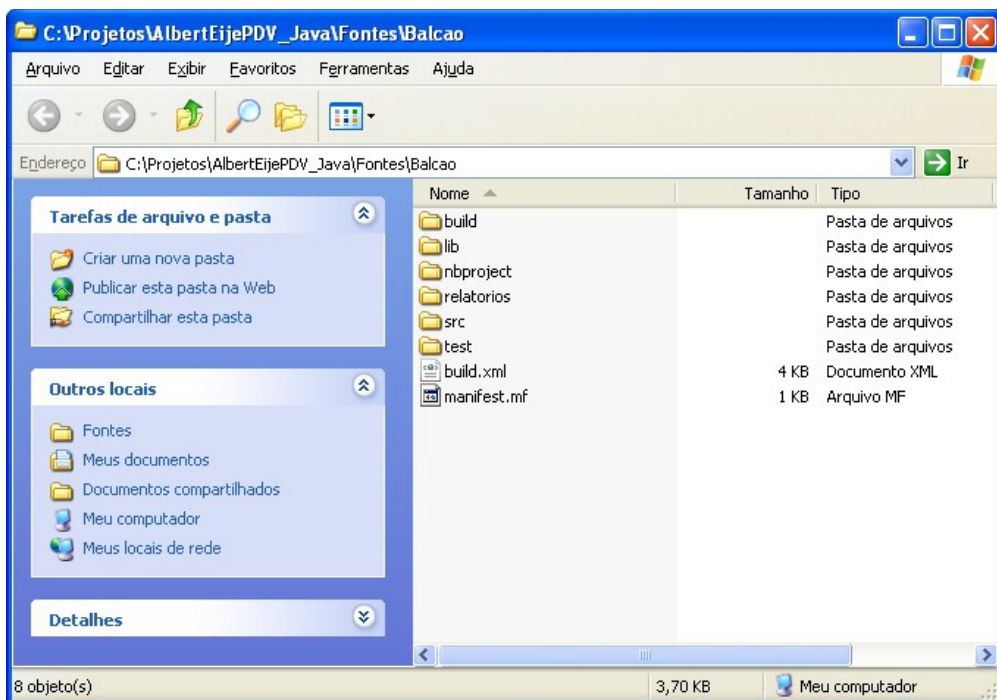 C:\Projetos\AlbertEijePDV_Java\Fontes\Balcao
Arquivo Editar Exibir Favoritos Ferramentas Ajuda
Endereço C:\Projetos\AlbertEijePDV_Java\Fontes\Balcao Ir
Tarefas de arquivo e pasta
Criar uma nova pasta
Publicar esta pasta na Web
Compartilhar esta pasta
Outros locais
Fontes
Meus documentos
Documentos compartilhados
Meu computador
Meus locais de rede
Detalhes
Nome Tamanho Tipo
build Pasta de arquivos
lib Pasta de arquivos
nbproject Pasta de arquivos
relatorios Pasta de arquivos
src Pasta de arquivos
test Pasta de arquivos
build.xml 4 KB Documento XML
manifest.mf 1 KB Arquivo MF
8 objeto(s) 3,70 KB Meu computador